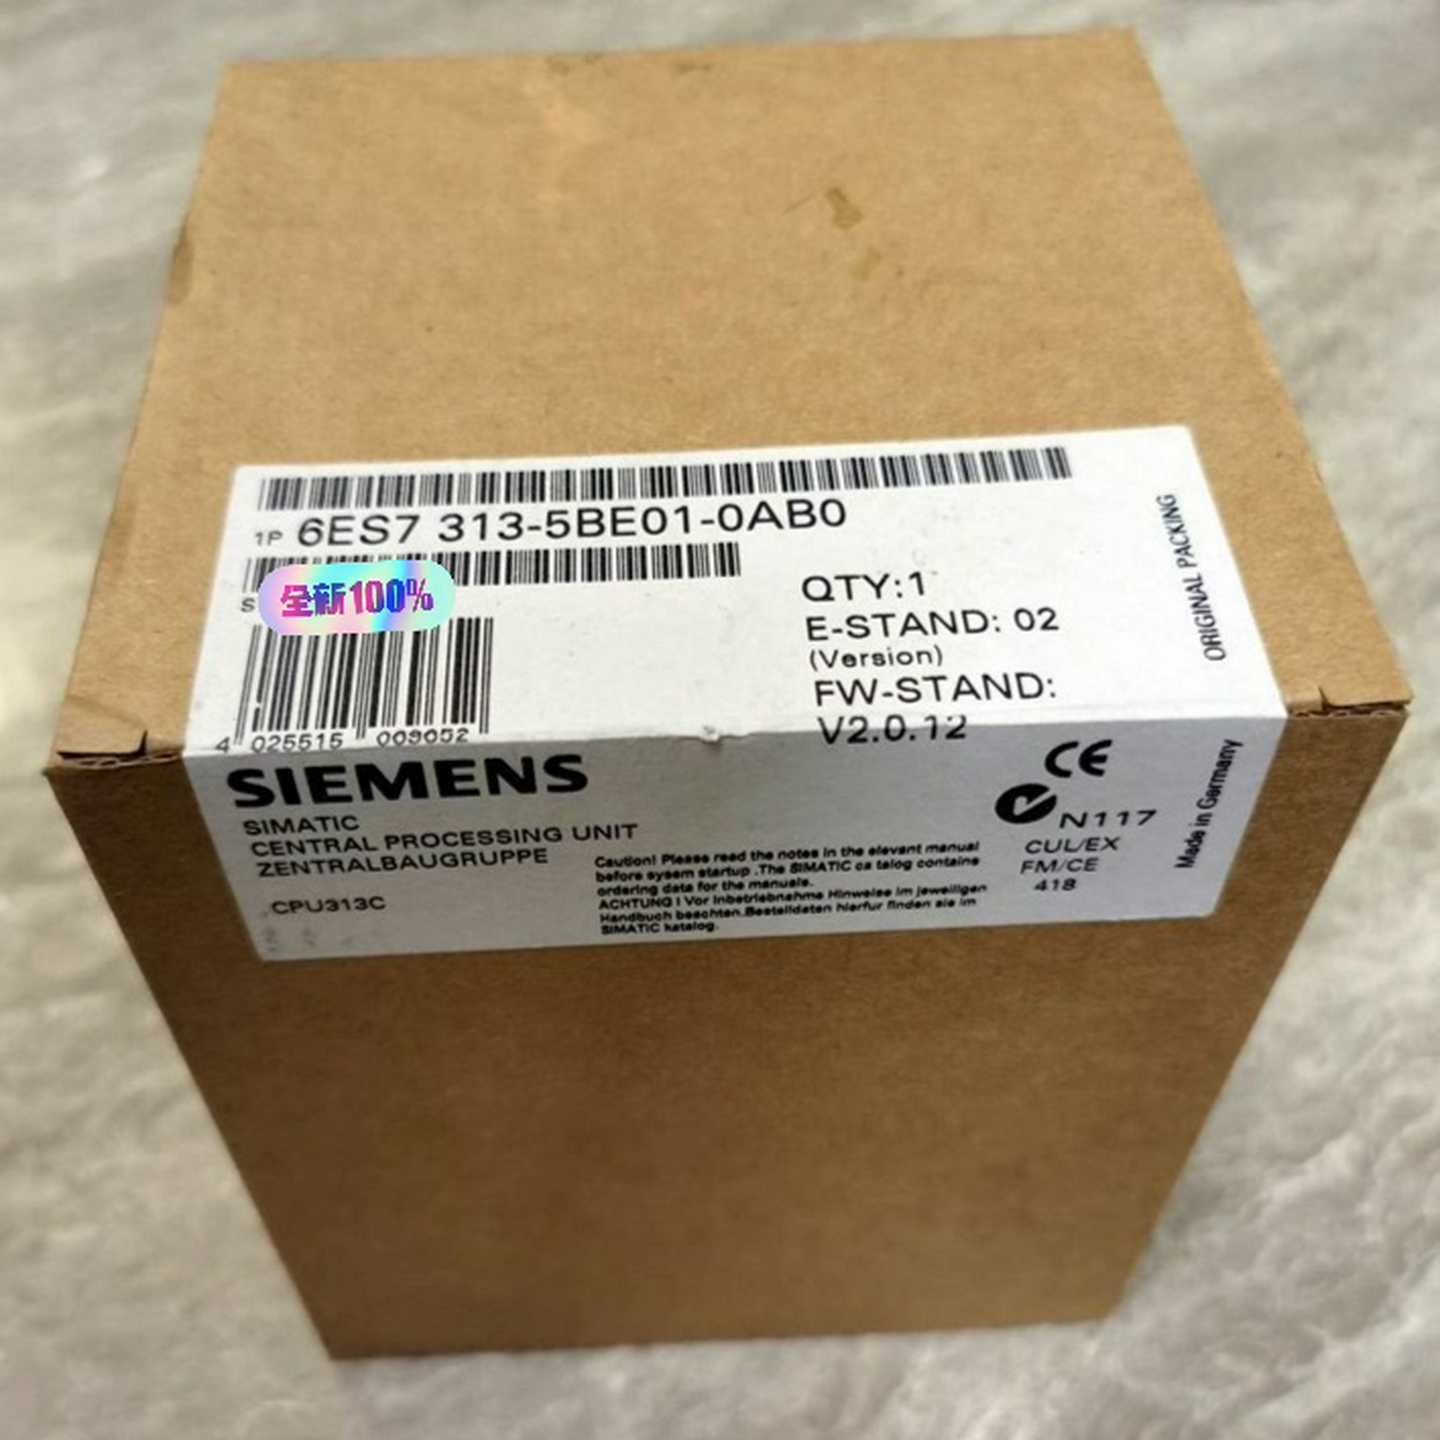 1P 6ES7 313-5BE01-0AB0
S
全新100%
QTY:1
E-STAND: 02
(Version)
FW-STAND:
V2.0.12
ORIGINAL PACKING
4 025515 009052
SIEMENS
SIMATIC
CENTRAL PROCESSING UNIT
ZENTRALBAUGRUPPE
CPU313C
Caution! Please read the notes in the elevant manual
before sysem startup .The SIMATIC ca talog contains
ordering data for the manuals.
ACHTUNG ! Vor Inbetriebnahme Hinweise im jeweiligen
Handbuch beachten.Bestelldaten hierfur finden sie im
SIMATIC katalog.
CE
N117
CUL/EX
FM/CE
418
Made in Germany